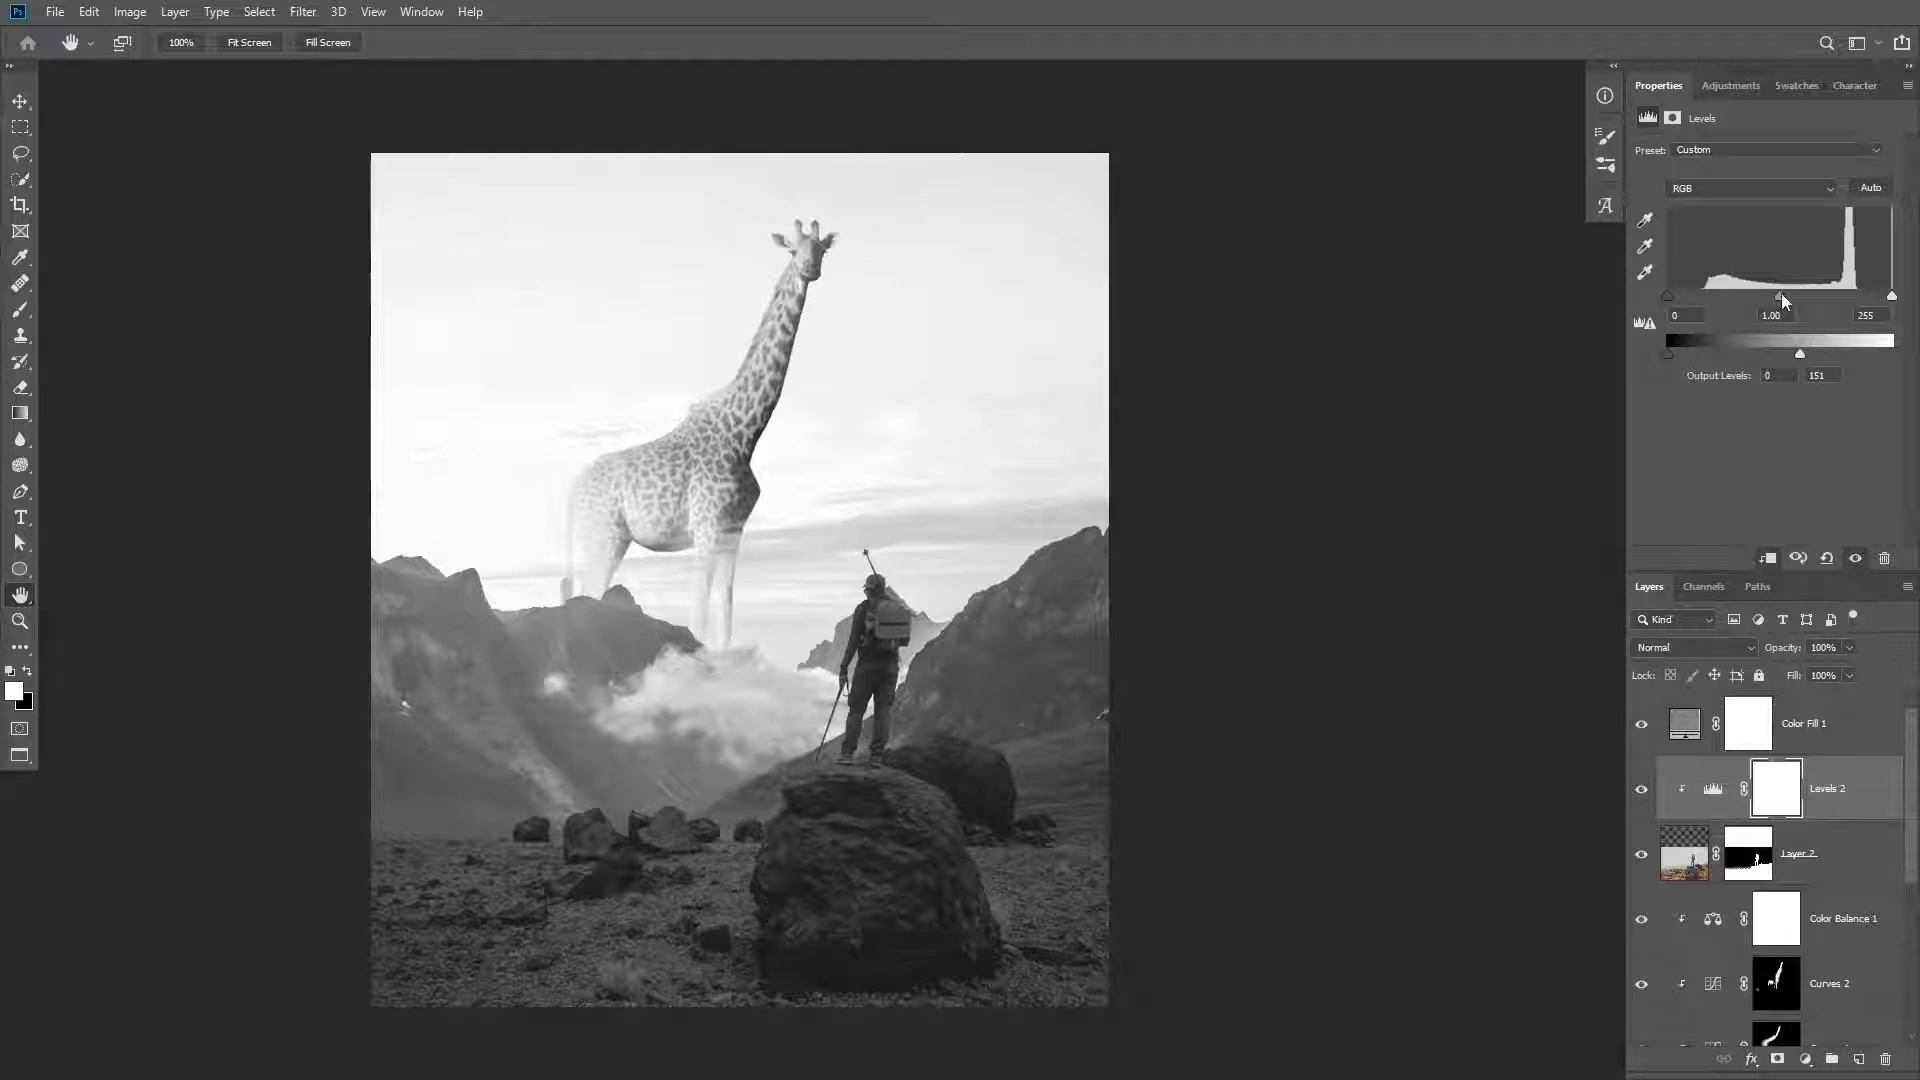 Ps File Edit Image Layer Type Select Filter 3D View Window Help
100% Fit Screen Fill Screen
Properties Adjustments Swatches Character
Levels
Preset: Custom
RGB Auto
0 1.00 255
Output Levels: 0 151
Layers Channels Paths
Kind
Normal Opacity: 100%
Lock: Fill: 100%
Color Fill 1
Levels 2
Layer 2
Color Balance 1
Curves 2
fx